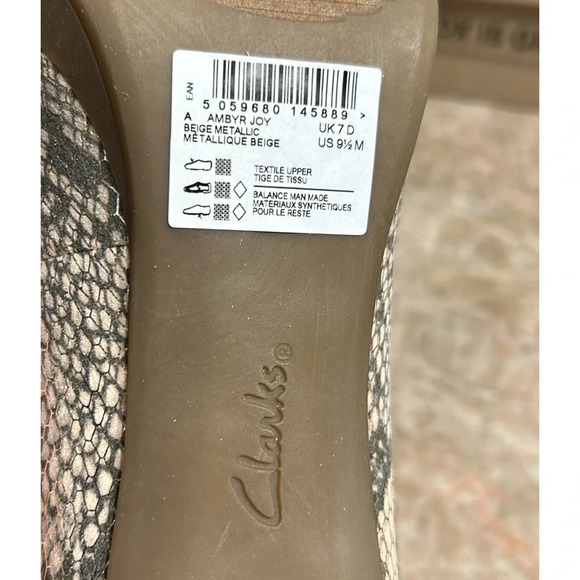 EAN
5 059680 145889 >
A AMBYR JOY UK 7 D
BEIGE METALLIC US 9½ M
MÉTALLIQUE BEIGE
TEXTILE UPPER
TIGE DE TISSU
BALANCE MAN MADE
MATERIAUX SYNTHETIQUES
POUR LE RESTE
Clarks®